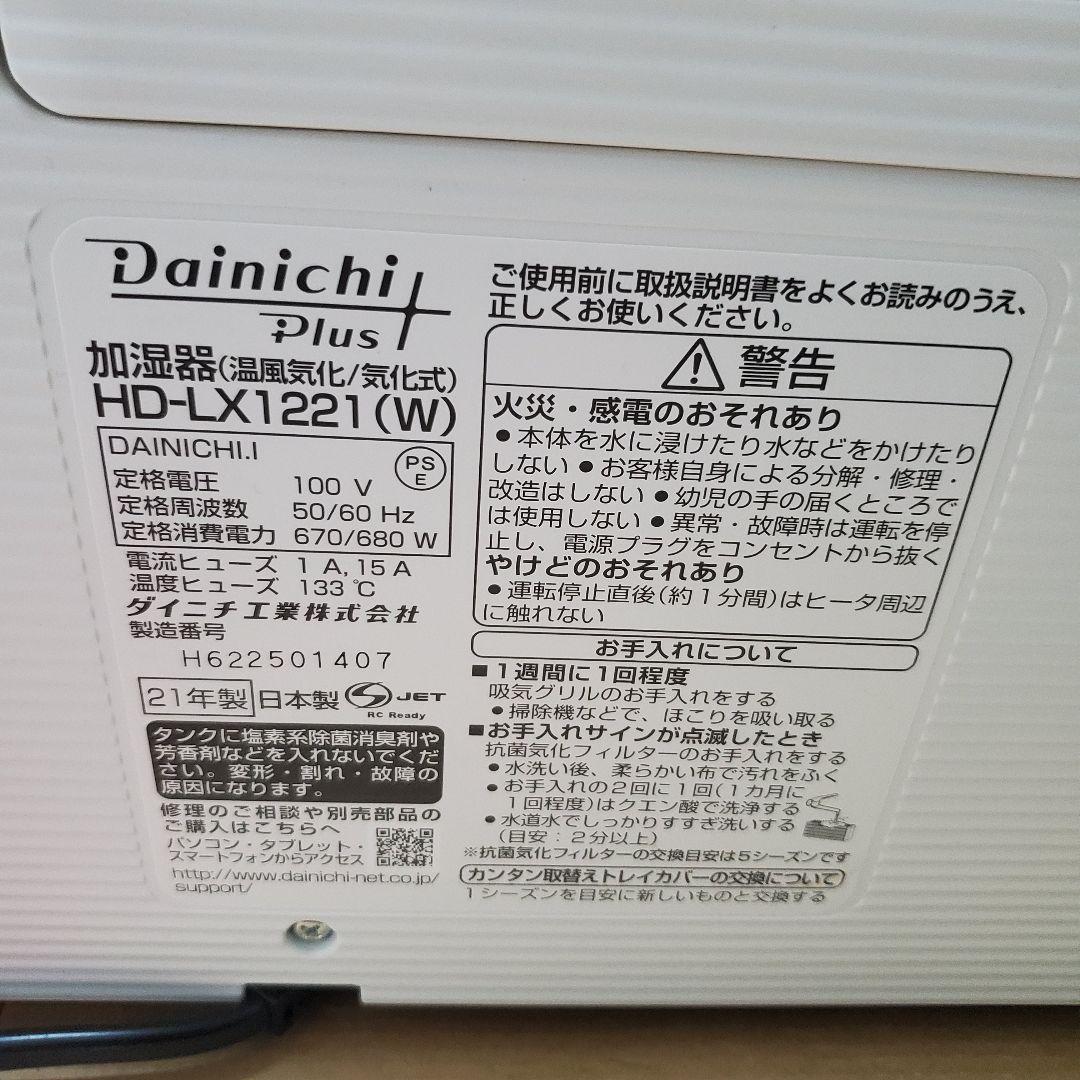 Dainichi
Plus
加湿器(温風気化/気化式)
HD-LX1221(W)
DAINICHI.I
PS
E
定格電圧 100 V
定格周波数 50/60 Hz
定格消費電力 670/680 W
電流ヒューズ 1 A, 15 A
温度ヒューズ 133 ℃
ダイニチ工業株式会社
製造番号
H622501407
21年製 日本製 JET
RC Ready
タンクに塩素系除菌消臭剤や
芳香剤などを入れないでくだ
さい。変形・割れ・故障の
原因になります。
修理のご相談や別売部品の
ご購入はこちらへ
パソコン・タブレット・
スマートフォンからアクセス
http://www.dainichi-net.co.jp/
support/
ご使用前に取扱説明書をよくお読みのうえ、
正しくお使いください。
警告
火災・感電のおそれあり
●本体を水に浸けたり水などをかけたり
しない ●お客様自身による分解・修理・
改造はしない ●幼児の手の届くところで
は使用しない ●異常・故障時は運転を停
止し、電源プラグをコンセントから抜く
やけどのおそれあり
●運転停止直後(約1分間)はヒータ周辺
に触れない
お手入れについて
■1週間に1回程度
吸気グリルのお手入れをする
●掃除機などで、ほこりを吸い取る
■お手入れサインが点滅したとき
抗菌気化フィルターのお手入れをする
●水洗い後、柔らかい布で汚れをふく
●お手入れの2回に1回(1カ月に
1回程度)はクエン酸で洗浄する
●水道水でしっかりすすぎ洗いする
(目安：2分以上)
※抗菌気化フィルターの交換目安は5シーズンです
カンタン取替えトレイカバーの交換について
1シーズンを目安に新しいものと交換する